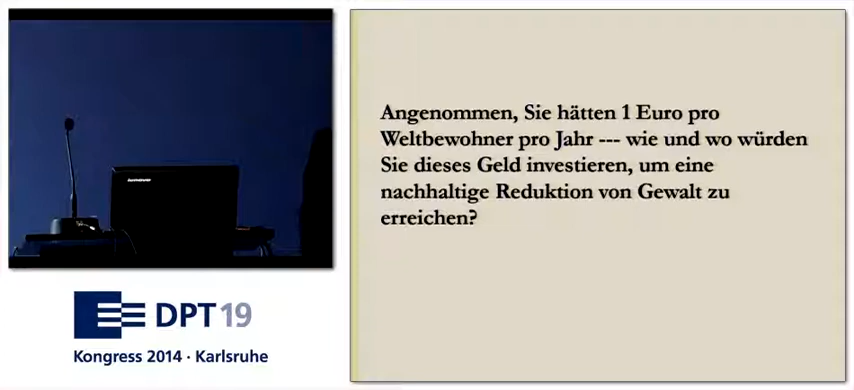 Angenommen, Sie hätten 1 Euro pro
Weltbewohner pro Jahr --- wie und wo würden
Sie dieses Geld investieren, um eine
nachhaltige Reduktion von Gewalt zu
erreichen?
DPT 19
Kongress 2014 · Karlsruhe